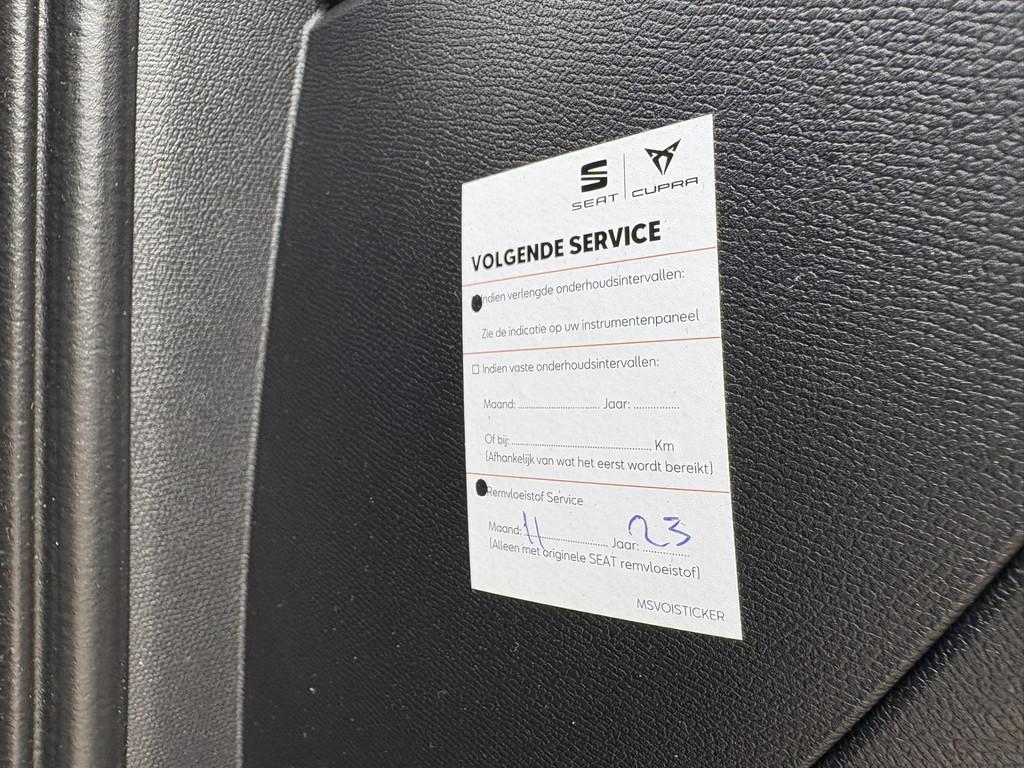 SEAT CUPRA
VOLGENDE SERVICE
Indien verlengde onderhoudsintervallen:
Zie de indicatie op uw instrumentenpaneel
Indien vaste onderhoudsintervallen:
Maand: .................................. Jaar: ...............
Of bij: .............................................. Km
(Afhankelijk van wat het eerst wordt bereikt)
Remvloeistof Service
Maand: 11 ........................ Jaar: 23 ...............
(Alleen met originele SEAT remvloeistof)
MSVOISTICKER